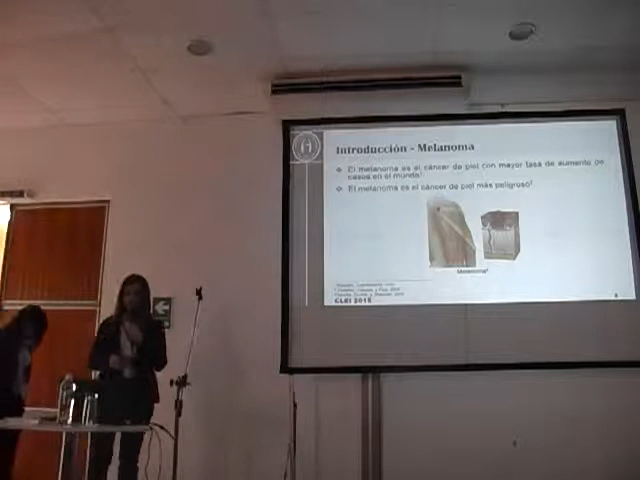 Introducción - Melanoma
El melanoma es el cáncer de piel con mayor tasa de aumento de
casos en el mundo
El melanoma es el cáncer de piel más peligroso
Melanoma
CLEI 2015